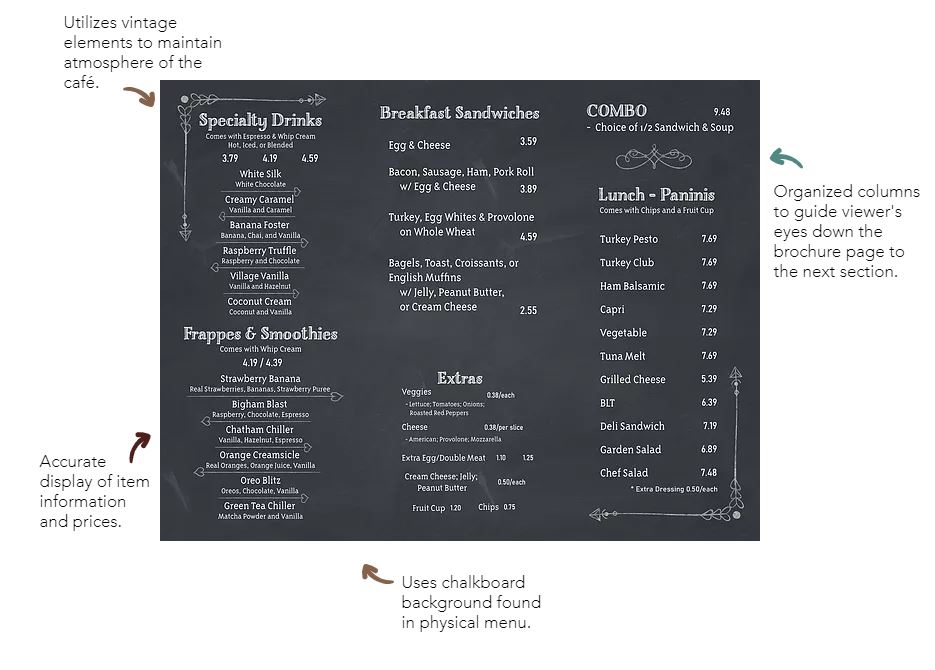 Utilizes vintage
elements to maintain
atmosphere of the
café.
Specialty Drinks
Comes with Espresso & Whip Cream
Hot, Iced, or Blended
3.79 4.19 4.59
White Silk
White Chocolate
Creamy Caramel
Vanilla and Caramel
Banana Foster
Banana, Chai, and Vanilla
Raspberry Truffle
Raspberry and Chocolate
Village Vanilla
Vanilla and Hazelnut
Coconut Cream
Coconut and Vanilla
Frappes & Smoothies
Comes with Whip Cream
4.19 / 4.39
Strawberry Banana
Real Strawberries, Bananas, Strawberry Puree
Bigham Blast
Raspberry, Chocolate, Espresso
Chatham Chiller
Vanilla, Hazelnut, Espresso
Orange Creamsicle
Real Oranges, Orange Juice, Vanilla
Oreo Blitz
Oreos, Chocolate, Vanilla
Green Tea Chiller
Matcha Powder and Vanilla
Breakfast Sandwiches
Egg & Cheese 3.59
Bacon, Sausage, Ham, Pork Roll
w/ Egg & Cheese 3.89
Turkey, Egg Whites & Provolone
on Whole Wheat 4.59
Bagels, Toast, Croissants, or
English Muffins
w/ Jelly, Peanut Butter,
or Cream Cheese 2.55
Extras
Veggies 0.38/each
- Lettuce; Tomatoes; Onions;
Roasted Red Peppers
Cheese 0.38/per slice
- American; Provolone; Mozzarella
Extra Egg/Double Meat 1.10 1.25
Cream Cheese; Jelly;
Peanut Butter 0.50/each
Fruit Cup 1.20 Chips 0.75
COMBO 9.48
- Choice of 1/2 Sandwich & Soup
Lunch - Paninis
Comes with Chips and a Fruit Cup
Turkey Pesto 7.69
Turkey Club 7.69
Ham Balsamic 7.69
Capri 7.29
Vegetable 7.29
Tuna Melt 7.69
Grilled Cheese 5.39
BLT 6.39
Deli Sandwich 7.19
Garden Salad 6.89
Chef Salad 7.48
* Extra Dressing 0.50/each
Organized columns
to guide viewer's
eyes down the
brochure page to
the next section.
Accurate
display of item
information
and prices.
Uses chalkboard
background found
in physical menu.